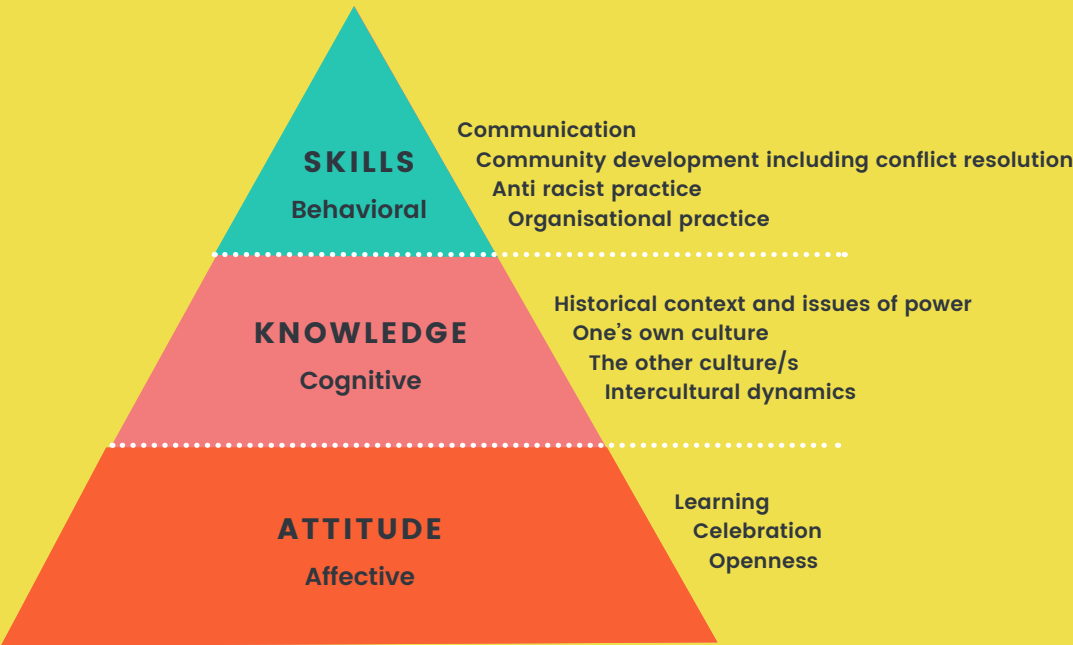 SKILLS
Behavioral
Communication
Community development including conflict resolution
Anti racist practice
Organisational practice
KNOWLEDGE
Cognitive
Historical context and issues of power
One’s own culture
The other culture/s
Intercultural dynamics
ATTITUDE
Affective
Learning
Celebration
Openness